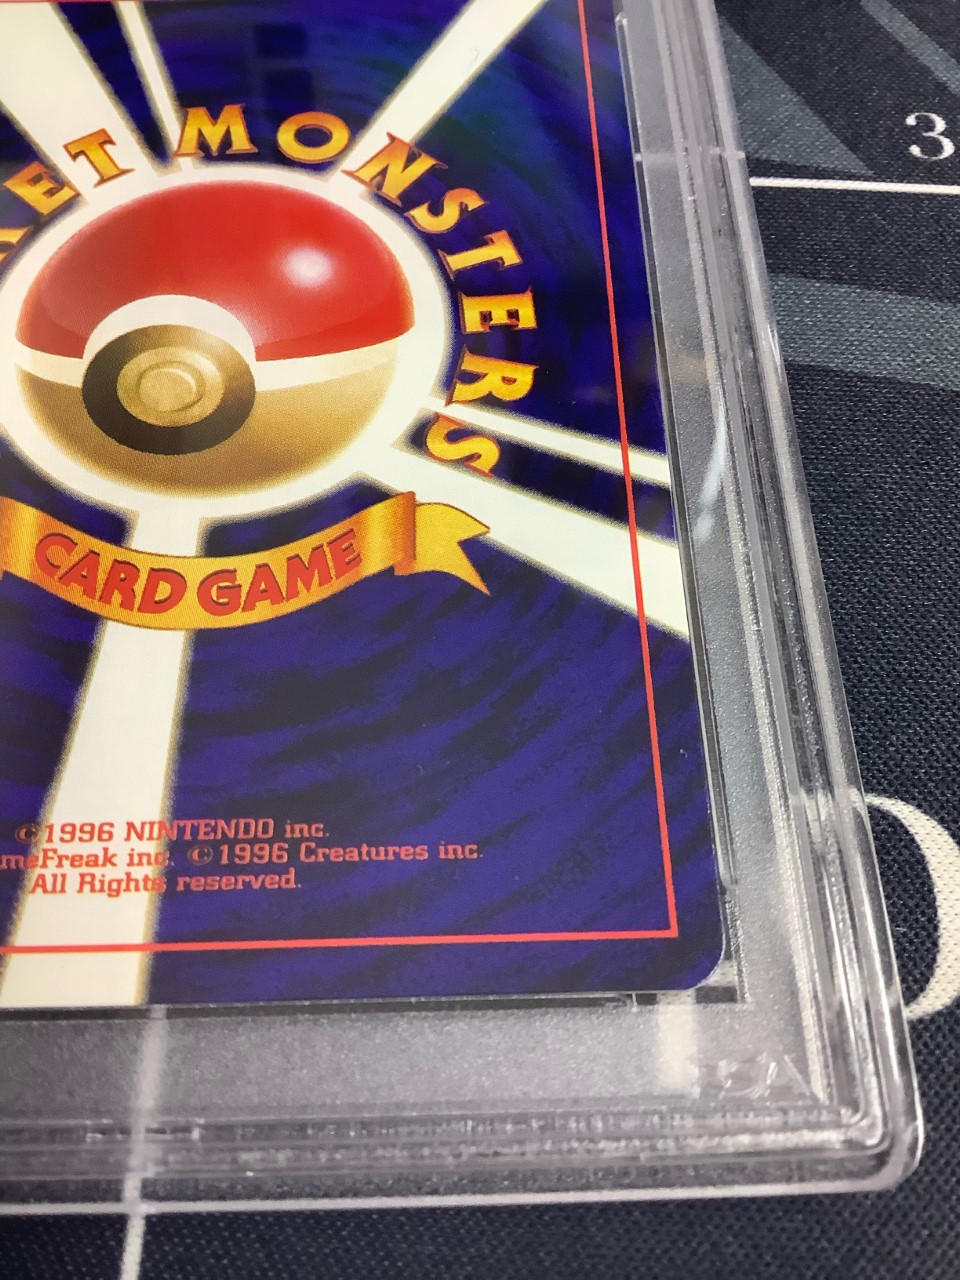 3
ET MONSTERS
CARD GAME
©1996 NINTENDO inc.
meFreak inc. ©1996 Creatures inc.
All Rights reserved.